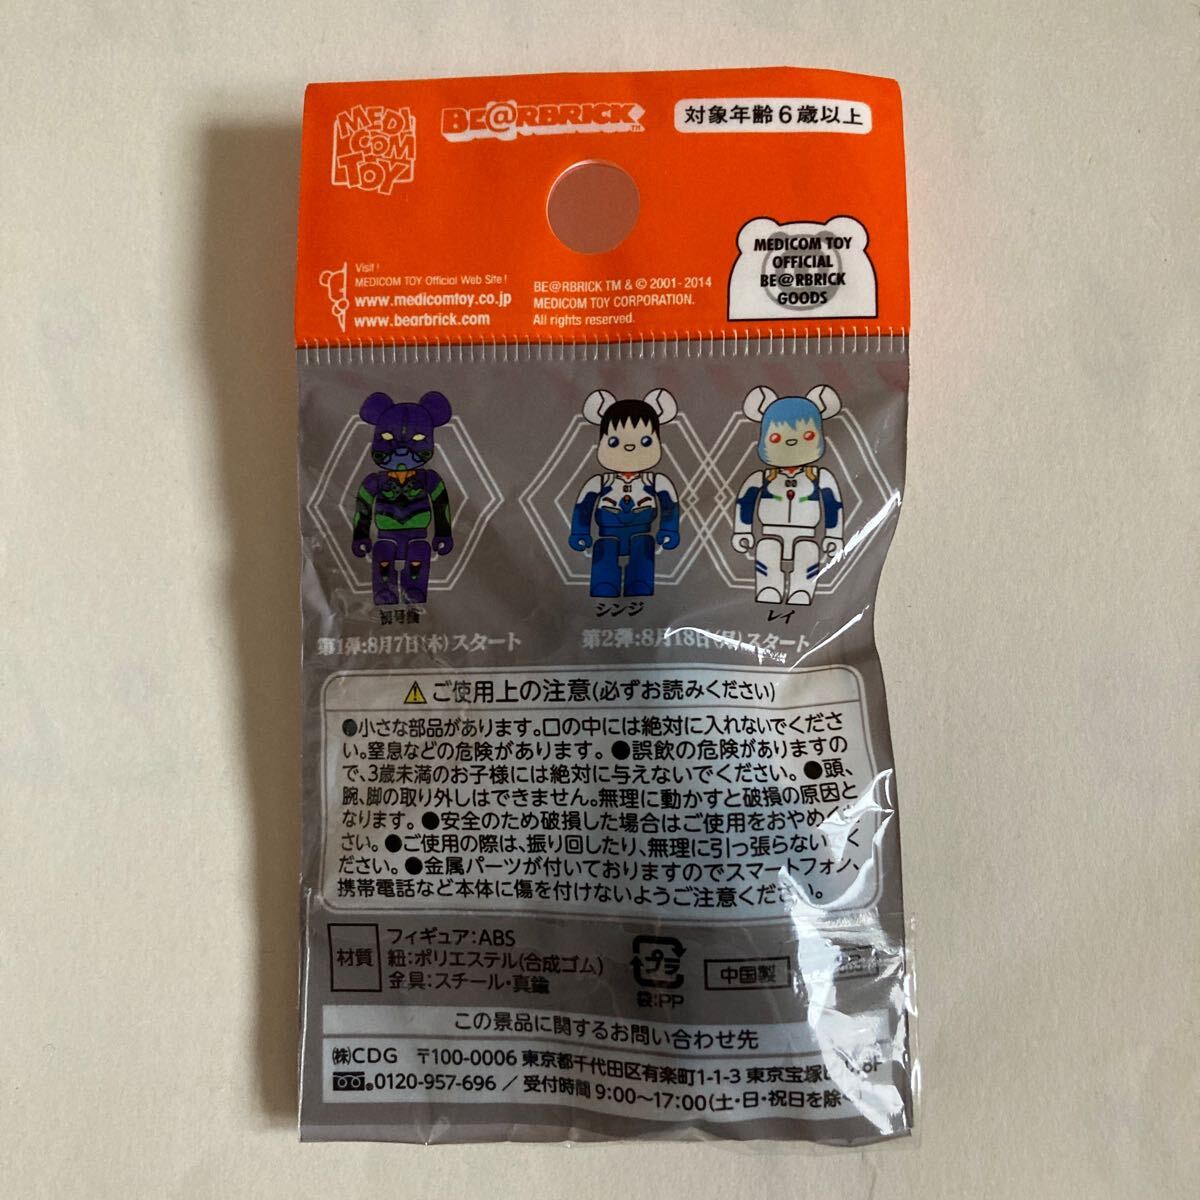 MEDI
COM
TOY
BE@RBRICK TM
対象年齢6歳以上
MEDICOM TOY
OFFICIAL
BE@RBRICK
GOODS
Visit !
MEDICOM TOY Official Web Site !
www.medicomtoy.co.jp
www.bearbrick.com
BE@RBRICK TM & © 2001-2014
MEDICOM TOY CORPORATION.
All rights reserved.
01
00
初号機
シンジ
レイ
第1弾:8月7日(木)スタート
第2弾:8月18日(月)スタート
⚠ご使用上の注意(必ずお読みください)
●小さな部品があります。口の中には絶対に入れないでくださ
い。窒息などの危険があります。●誤飲の危険がありますの
で、3歳未満のお子様には絶対に与えないでください。●頭、
腕、脚の取り外しはできません。無理に動かすと破損の原因と
なります。●安全のため破損した場合はご使用をおやめくだ
さい。●ご使用の際は、振り回したり、無理に引っ張らないでく
ださい。●金属パーツが付いておりますのでスマートフォン、
携帯電話など本体に傷を付けないようご注意ください。
材質
フィギュア:ABS
紐:ポリエステル(合成ゴム)
金具:スチール・真鍮
プラ
袋:PP
中国製
この景品に関するお問い合わせ先
㈱CDG 〒100-0006 東京都千代田区有楽町1-1-3 東京宝塚
0120-957-696 / 受付時間 9:00〜17:00(土・日・祝日を除く)